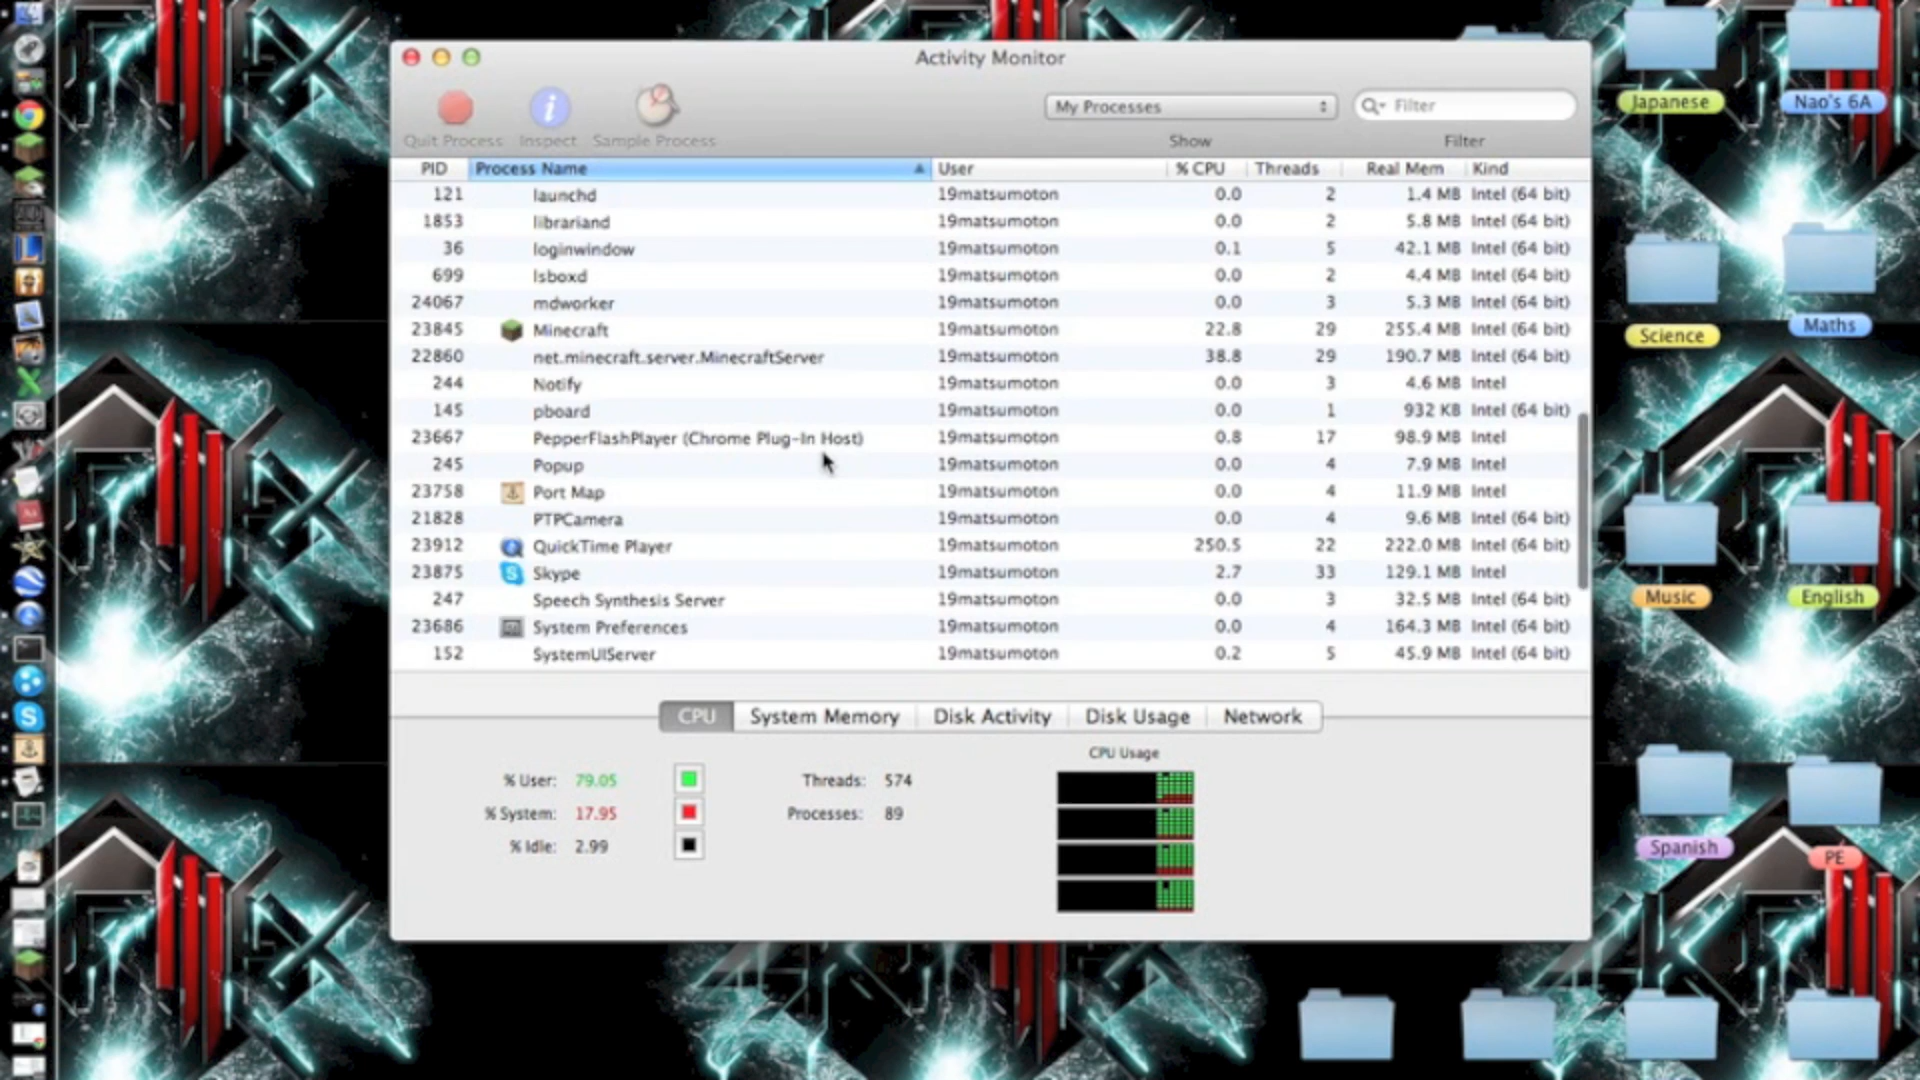 Activity Monitor
My Processes
Filter
Quit Process Inspect Sample Process Show Filter
PID Process Name User % CPU Threads Real Mem Kind
121 launchd 19matsumoton 0.0 2 1.4 MB Intel (64 bit)
1853 librariand 19matsumoton 0.0 2 5.8 MB Intel (64 bit)
36 loginwindow 19matsumoton 0.1 5 42.1 MB Intel (64 bit)
699 lsboxd 19matsumoton 0.0 2 4.4 MB Intel (64 bit)
24067 mdworker 19matsumoton 0.0 3 5.3 MB Intel (64 bit)
23845 Minecraft 19matsumoton 22.8 29 255.4 MB Intel (64 bit)
22860 net.minecraft.server.MinecraftServer 19matsumoton 38.8 29 190.7 MB Intel (64 bit)
244 Notify 19matsumoton 0.0 3 4.6 MB Intel
145 pboard 19matsumoton 0.0 1 932 KB Intel (64 bit)
23667 PepperFlashPlayer (Chrome Plug-In Host) 19matsumoton 0.8 17 98.9 MB Intel
245 Popup 19matsumoton 0.0 4 7.9 MB Intel
23758 Port Map 19matsumoton 0.0 4 11.9 MB Intel
21828 PTPCamera 19matsumoton 0.0 4 9.6 MB Intel (64 bit)
23912 QuickTime Player 19matsumoton 250.5 22 222.0 MB Intel (64 bit)
23875 Skype 19matsumoton 2.7 33 129.1 MB Intel
247 Speech Synthesis Server 19matsumoton 0.0 3 32.5 MB Intel (64 bit)
23686 System Preferences 19matsumoton 0.0 4 164.3 MB Intel (64 bit)
152 SystemUIServer 19matsumoton 0.2 5 45.9 MB Intel (64 bit)
CPU System Memory Disk Activity Disk Usage Network
CPU Usage
% User: 79.05 Threads: 574
% System: 17.95 Processes: 89
% Idle: 2.99
Japanese Nao's 6A
Science Maths
Music English
Spanish PE